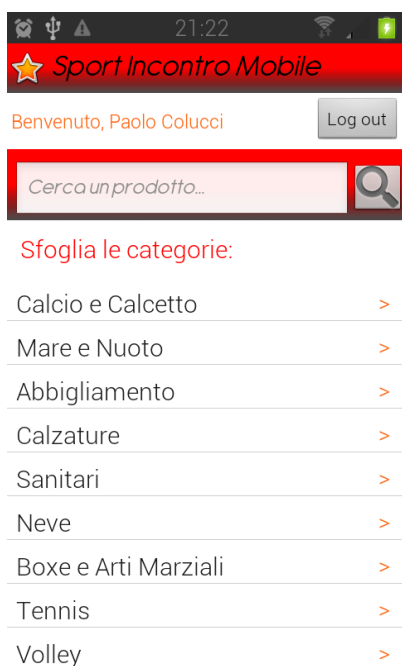 21:22
Sport Incontro Mobile
Benvenuto, Paolo Colucci
Log out
Cerca un prodotto...
Sfoglia le categorie:
Calcio e Calcetto >
Mare e Nuoto >
Abbigliamento >
Calzature >
Sanitari >
Neve >
Boxe e Arti Marziali >
Tennis >
Volley >